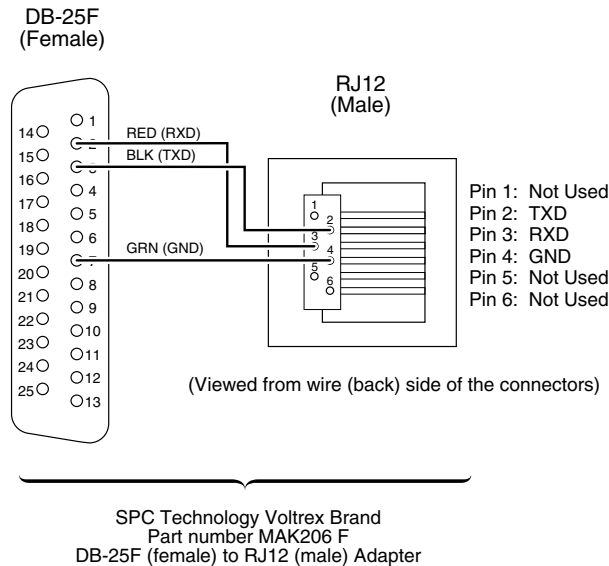 DB-25F
(Female)
RJ12
(Male)
1
2
3
4
5
6
7
8
9
10
11
12
13
14
15
16
17
18
19
20
21
22
23
24
25
RED (RXD)
BLK (TXD)
GRN (GND)
1
2
3
4
5
6
Pin 1: Not Used
Pin 2: TXD
Pin 3: RXD
Pin 4: GND
Pin 5: Not Used
Pin 6: Not Used
(Viewed from wire (back) side of the connectors)
SPC Technology Voltrex Brand
Part number MAK206 F
DB-25F (female) to RJ12 (male) Adapter